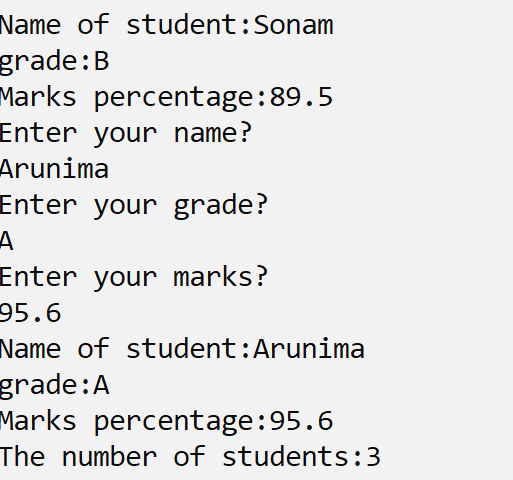 Name of student:Sonam
grade:B
Marks percentage:89.5
Enter your name?
Arunima
Enter your grade?
A
Enter your marks?
95.6
Name of student:Arunima
grade:A
Marks percentage:95.6
The number of students:3